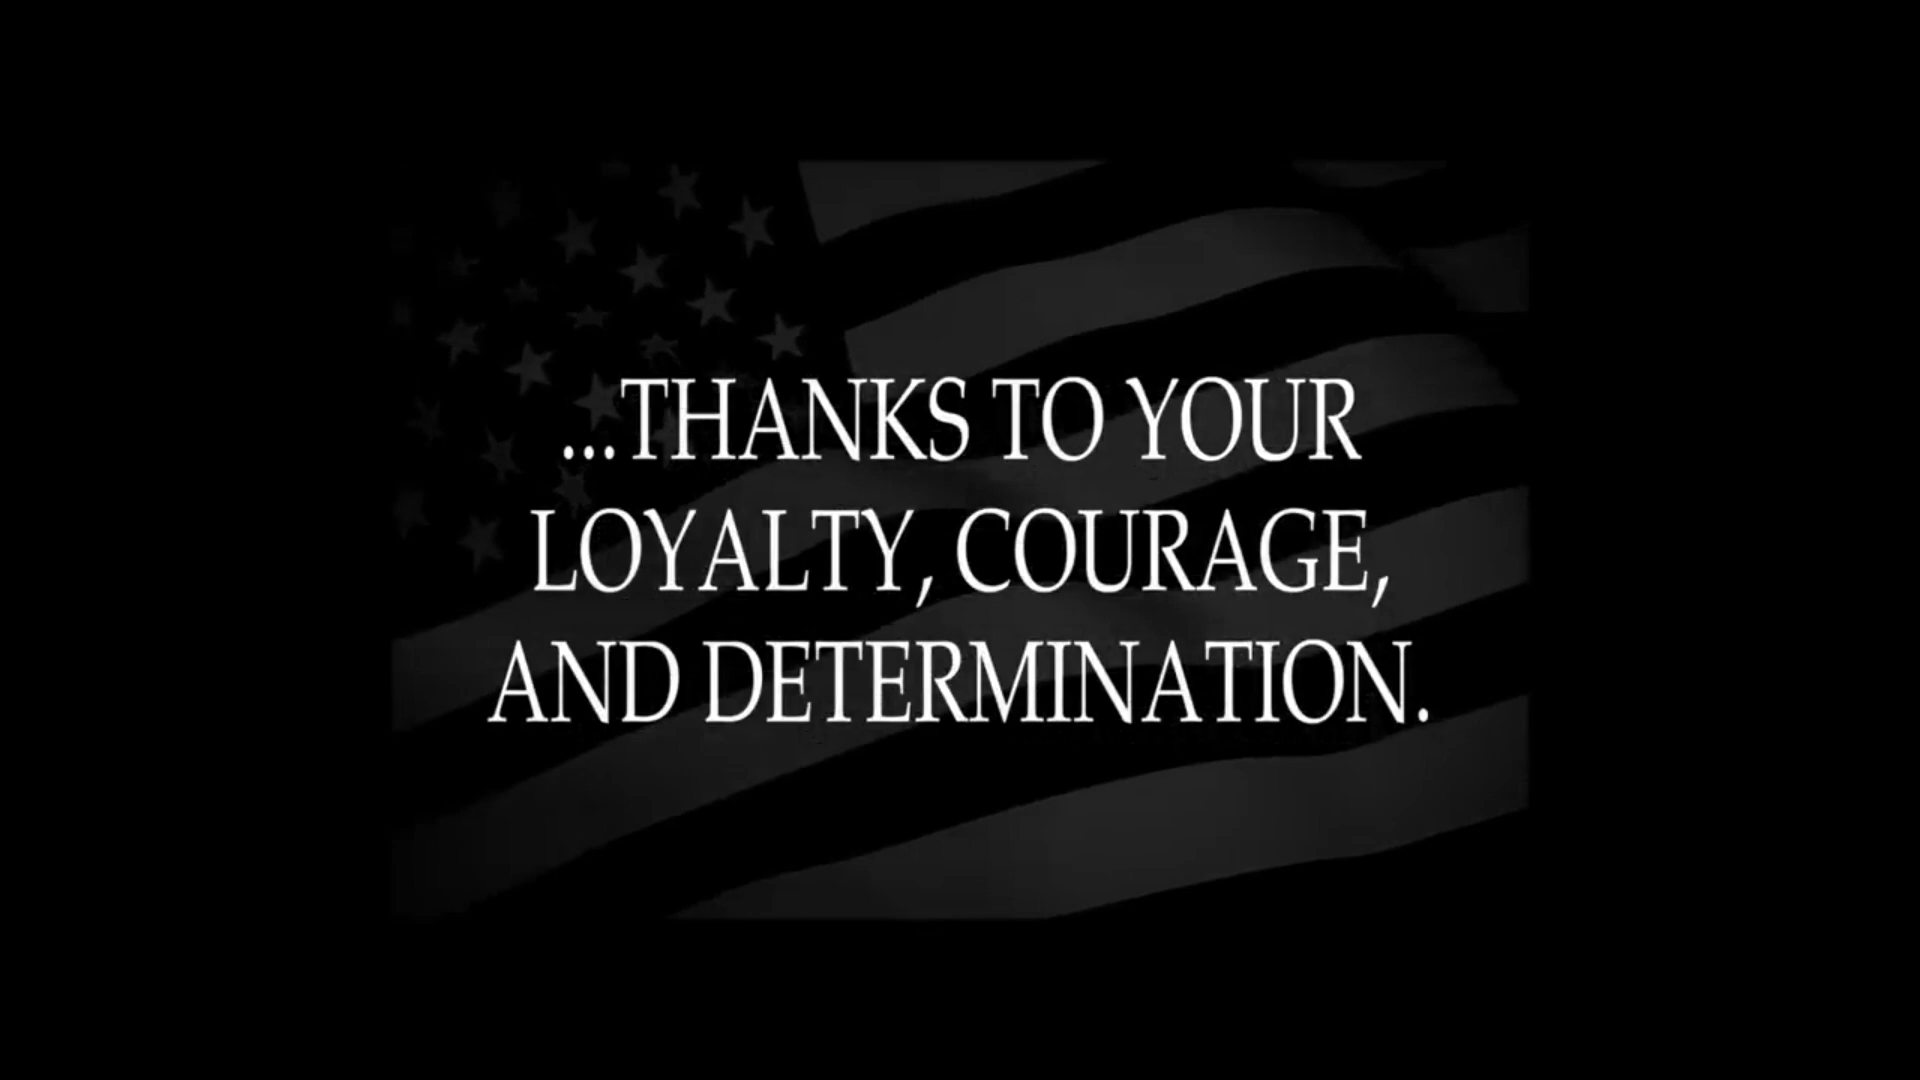 ...THANKS TO YOUR
LOYALTY, COURAGE,
AND DETERMINATION.